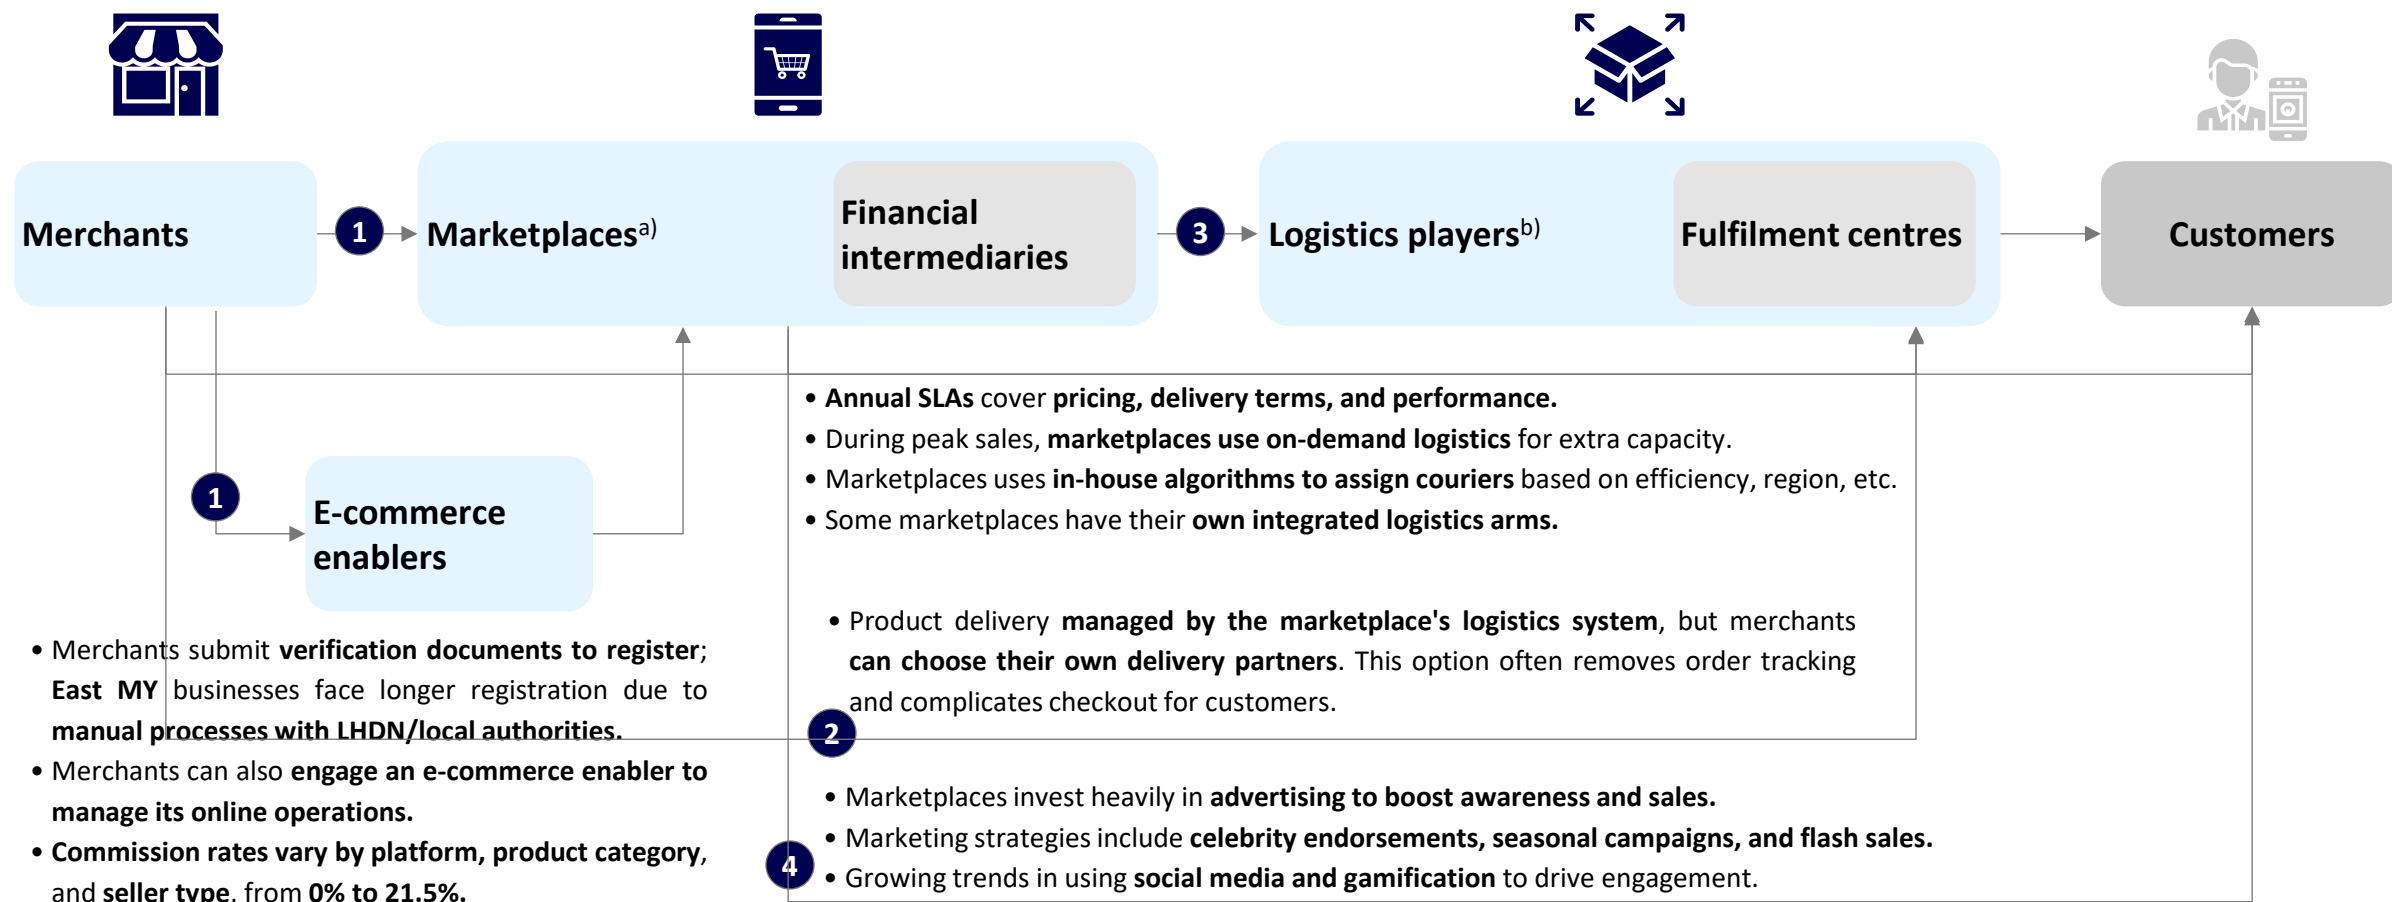 Merchants
1
Marketplacesa)
Financial
intermediaries
3
Logistics playersb)
Fulfilment centres
Customers
• Annual SLAs cover pricing, delivery terms, and performance.
• During peak sales, marketplaces use on-demand logistics for extra capacity.
• Marketplaces uses in-house algorithms to assign couriers based on efficiency, region, etc.
• Some marketplaces have their own integrated logistics arms.
1
E-commerce
enablers
• Product delivery managed by the marketplace's logistics system, but merchants
can choose their own delivery partners. This option often removes order tracking
and complicates checkout for customers.
2
• Merchants submit verification documents to register;
East MY businesses face longer registration due to
manual processes with LHDN/local authorities.
• Merchants can also engage an e-commerce enabler to
manage its online operations.
• Commission rates vary by platform, product category,
and seller type, from 0% to 21.5%.
• Marketplaces invest heavily in advertising to boost awareness and sales.
• Marketing strategies include celebrity endorsements, seasonal campaigns, and flash sales.
4
• Growing trends in using social media and gamification to drive engagement.